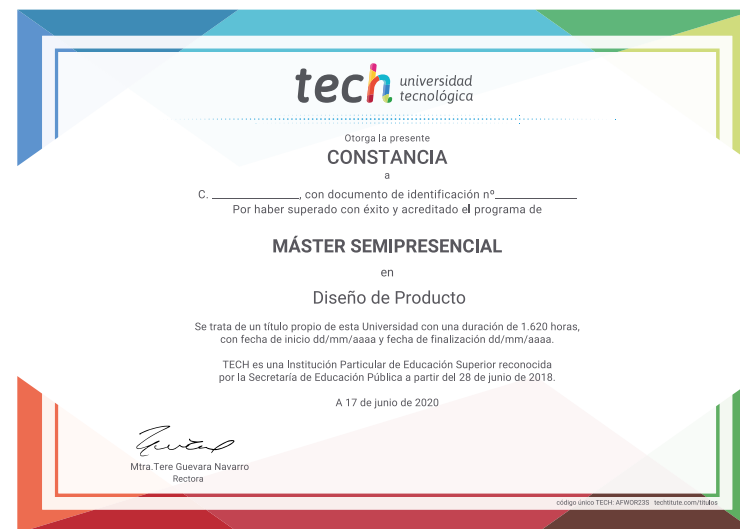 tech universidad
tecnológica
Otorga la presente
CONSTANCIA
a
C. ______________, con documento de identificación nº______________
Por haber superado con éxito y acreditado el programa de
MÁSTER SEMIPRESENCIAL
en
Diseño de Producto
Se trata de un título propio de esta Universidad con una duración de 1.620 horas,
con fecha de inicio dd/mm/aaaa y fecha de finalización dd/mm/aaaa.
TECH es una Institución Particular de Educación Superior reconocida
por la Secretaría de Educación Pública a partir del 28 de junio de 2018.
A 17 de junio de 2020
Mtra.Tere Guevara Navarro
Rectora
código único TECH: AFWOR23S techtitute.com/titulos